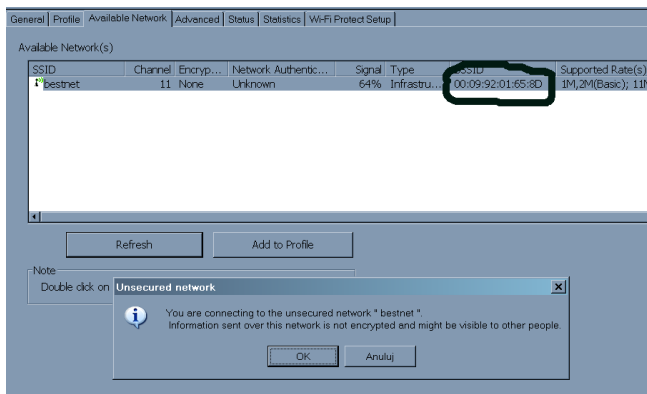 General Profile Available Network Advanced Status Statistics Wi-Fi Protect Setup
Available Network(s)
SSID Channel Encryp... Network Authentic... Signal Type BSSID Supported Rate(s)
bestnet 11 None Unknown 64% Infrastru... 00:09:92:01:65:8D 1M,2M(Basic); 11M
Refresh Add to Profile
Note
Double click on
Unsecured network
You are connecting to the unsecured network " bestnet ".
Information sent over this network is not encrypted and might be visible to other people.
OK Anuluj